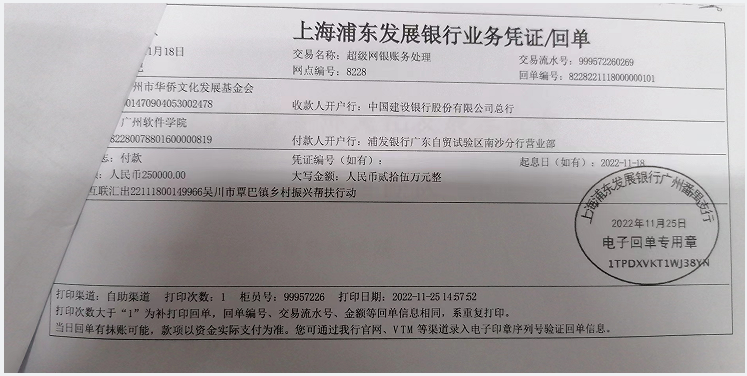 上海浦东发展银行业务凭证/回单
1月18日
交易名称：超级网银账务处理
交易流水号：999572260269
网点编号：8228
回单编号：8228221118000000101
州市华侨文化发展基金会
01470904053002478
收款人开户行：中国建设银行股份有限公司总行
广州软件学院
82280078801600000819
付款人开户行：浦发银行广东自贸试验区南沙分行营业部
志：付款
凭证编号（如有）：
起息日（如有）：2022-11-18
：人民币250000.00
大写金额：人民币贰拾伍万元整
互联汇出22111800149966吴川市覃巴镇乡村振兴帮扶行动
上海浦东发展银行广州番禺支行
2022年11月25日
电子回单专用章
1TPDXVKT1WJ38YN
打印渠道：自助渠道 打印次数：1 柜员号：99957226 打印日期：2022-11-25 14:57:52
打印次数大于“1”为补打印回单，回单编号、交易流水号、金额等回单信息相同，系重复打印。
当日回单有抹账可能，款项以资金实际支付为准。您可通过我行官网、VTM 等渠道录入电子印章序列号验证回单信息。